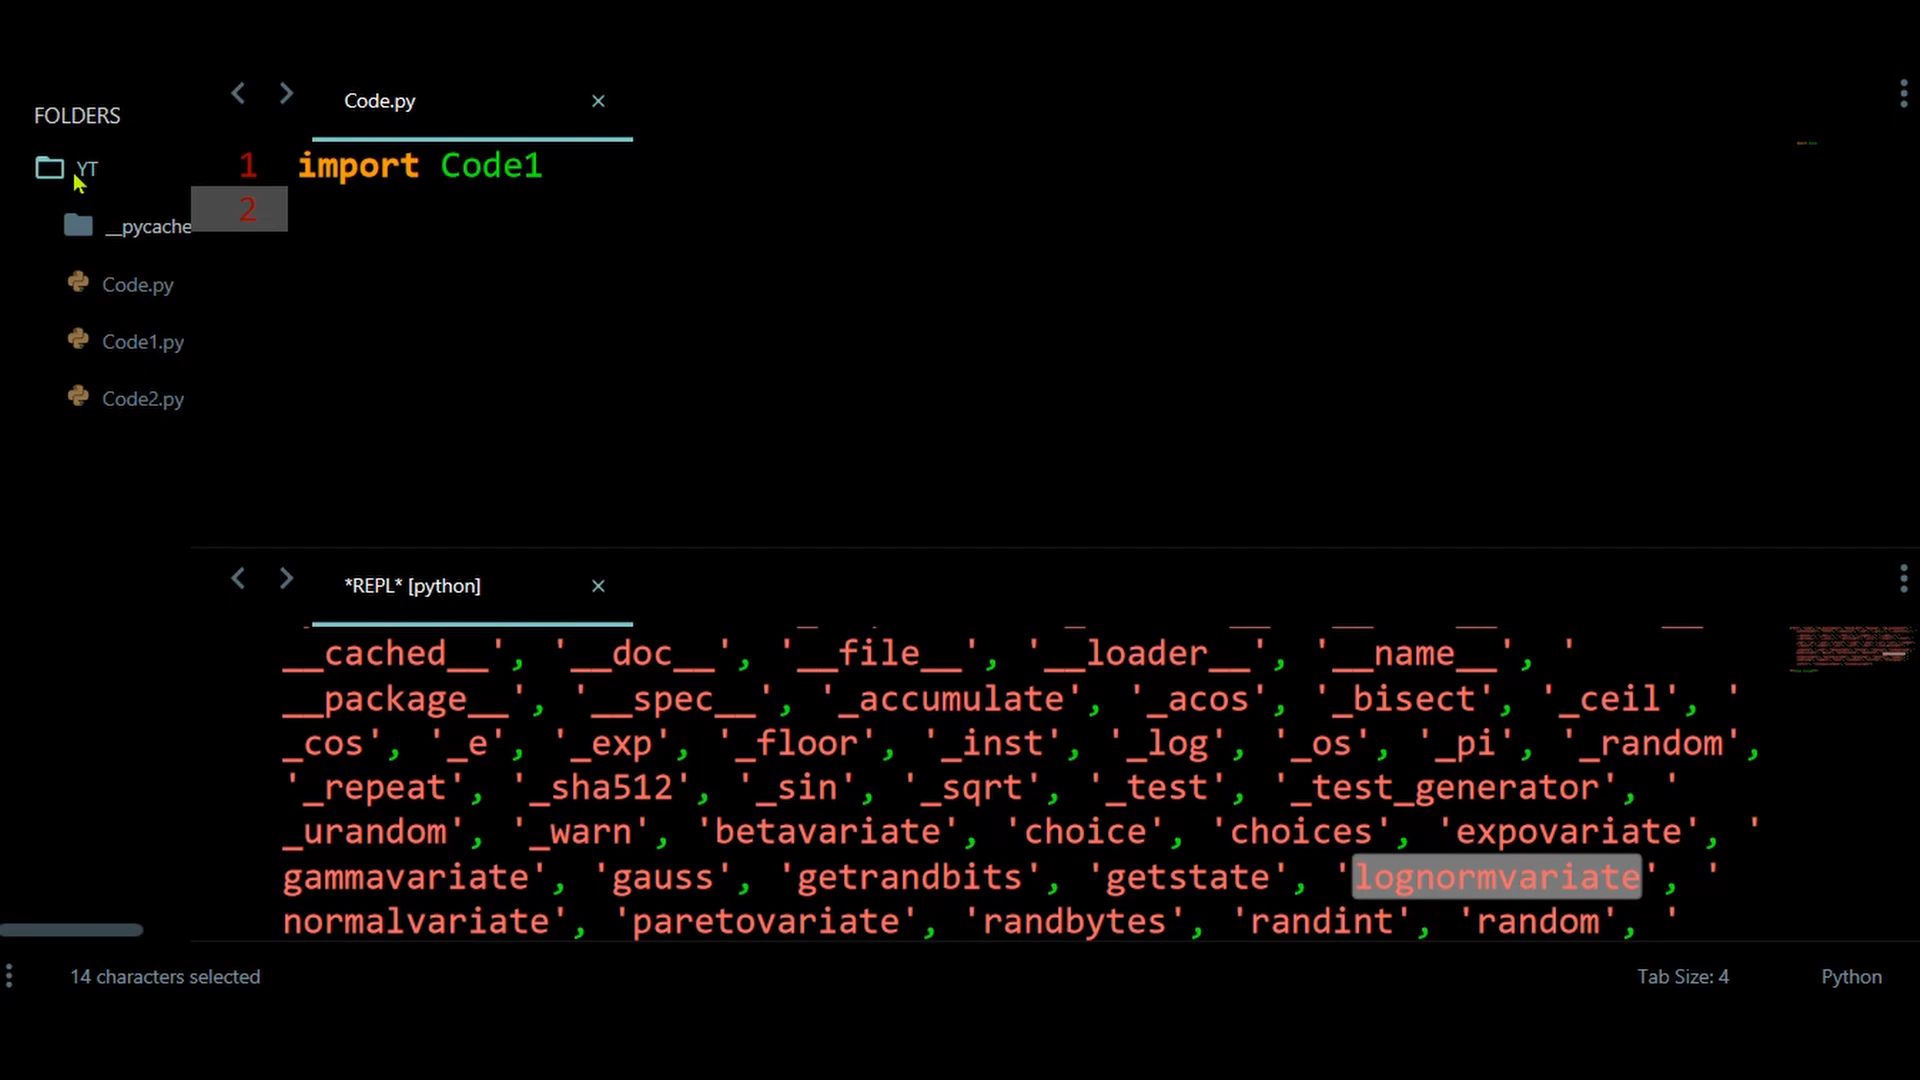 FOLDERS
YT
__pycache
Code.py
Code1.py
Code2.py
Code.py
1 import Code1
2
*REPL* [python]
__cached__', '__doc__', '__file__', '__loader__', '__name__', '
__package__', '__spec__', '_accumulate', '_acos', '_bisect', '_ceil', '
_cos', '_e', '_exp', '_floor', '_inst', '_log', '_os', '_pi', '_random',
'_repeat', '_sha512', '_sin', '_sqrt', '_test', '_test_generator', '
_urandom', '_warn', 'betavariate', 'choice', 'choices', 'expovariate', '
gammavariate', 'gauss', 'getrandbits', 'getstate', 'lognormvariate', '
normalvariate', 'paretovariate', 'randbytes', 'randint', 'random', '
14 characters selected
Tab Size: 4
Python